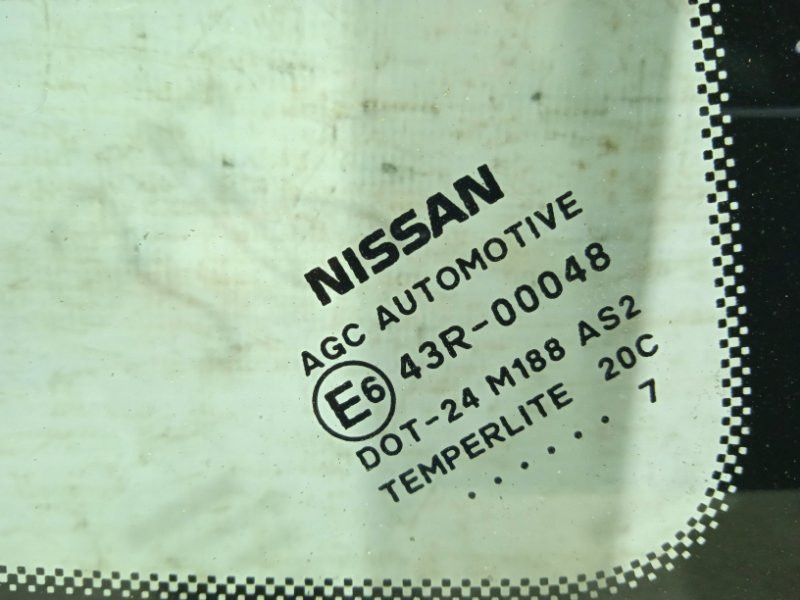 NISSAN
AGC AUTOMOTIVE
E6 43R-00048
DOT-24 M188 AS2
TEMPERLITE 20C
. . . . . . 7